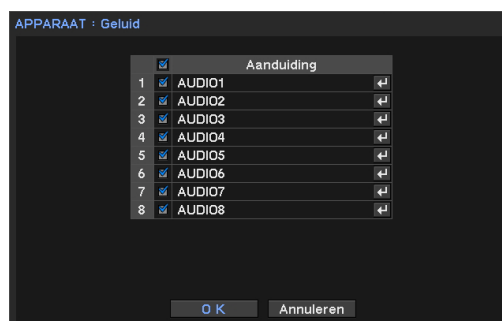 APPARAAT : Geluid
Aanduiding
1 AUDIO1
2 AUDIO2
3 AUDIO3
4 AUDIO4
5 AUDIO5
6 AUDIO6
7 AUDIO7
8 AUDIO8
OK Annuleren